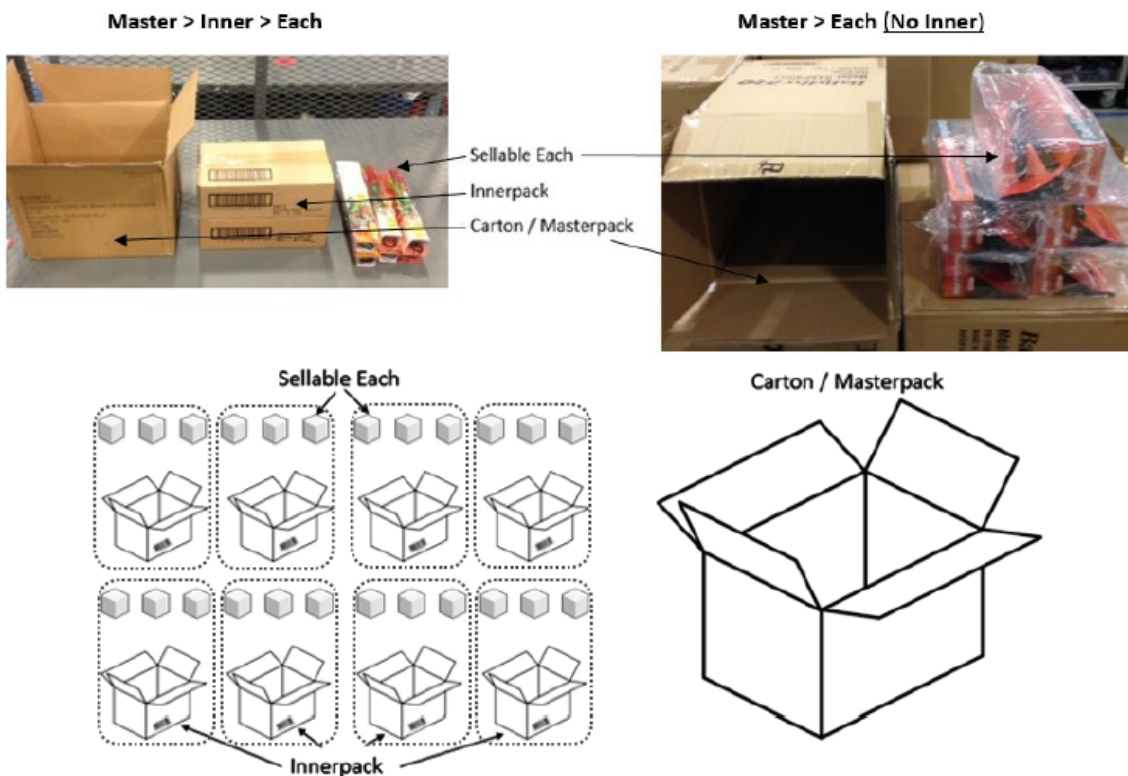 Master > Inner > Each
Master > Each (No Inner)
Sellable Each
Innerpack
Carton / Masterpack
Sellable Each
Carton / Masterpack
Innerpack